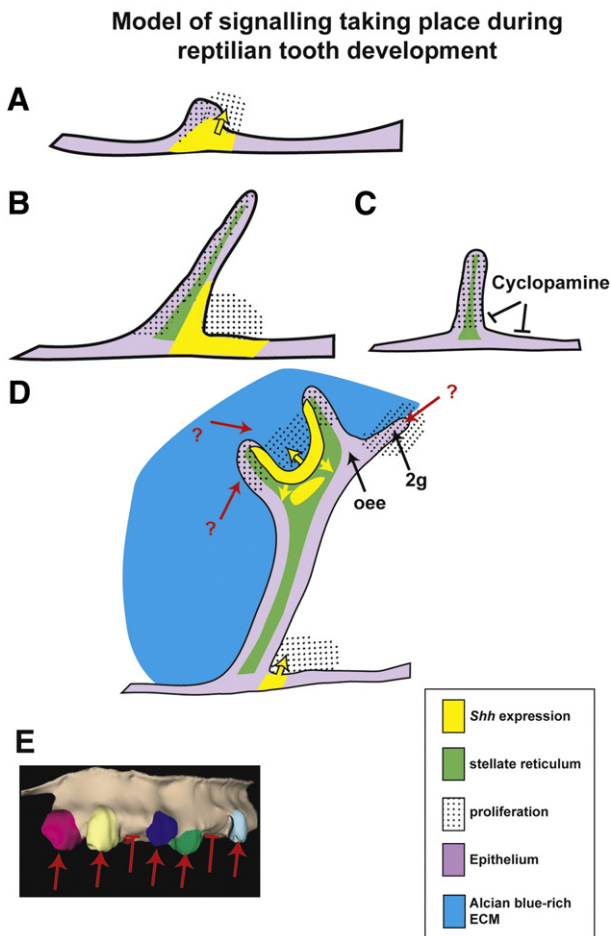 Model of signalling taking place during
reptilian tooth development
A
B
C
Cyclopamine
D
?
?
?
oee
2g
E
Shh expression
stellate reticulum
proliferation
Epithelium
Alcian blue-rich
ECM